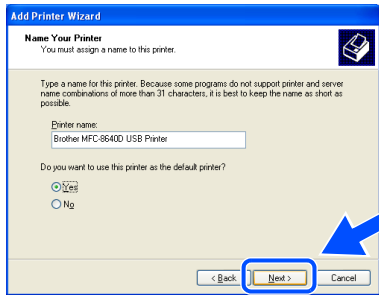 Add Printer Wizard
Name Your Printer
You must assign a name to this printer.
Type a name for this printer. Because some programs do not support printer and server
name combinations of more than 31 characters, it is best to keep the name as short as
possible.
Printer name:
Brother MFC-8640D USB Printer
Do you want to use this printer as the default printer?
Yes
No
< Back
Next >
Cancel